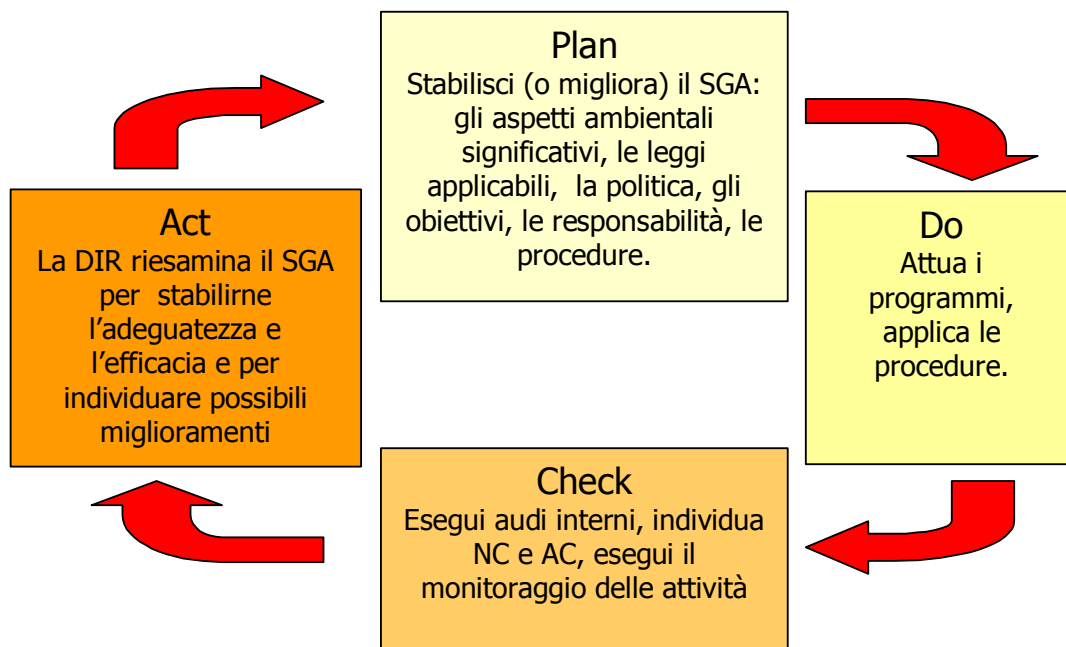 Plan
Stabilisci (o migliora) il SGA:
gli aspetti ambientali
significativi, le leggi
applicabili,  la politica, gli
obiettivi, le responsabilità, le
procedure.
Act
La DIR riesamina il SGA
per  stabilirne
l’adeguatezza e
l’efficacia e per
individuare possibili
miglioramenti
Do
Attua i
programmi,
applica le
procedure.
Check
Esegui audi interni, individua
NC e AC, esegui il
monitoraggio delle attività